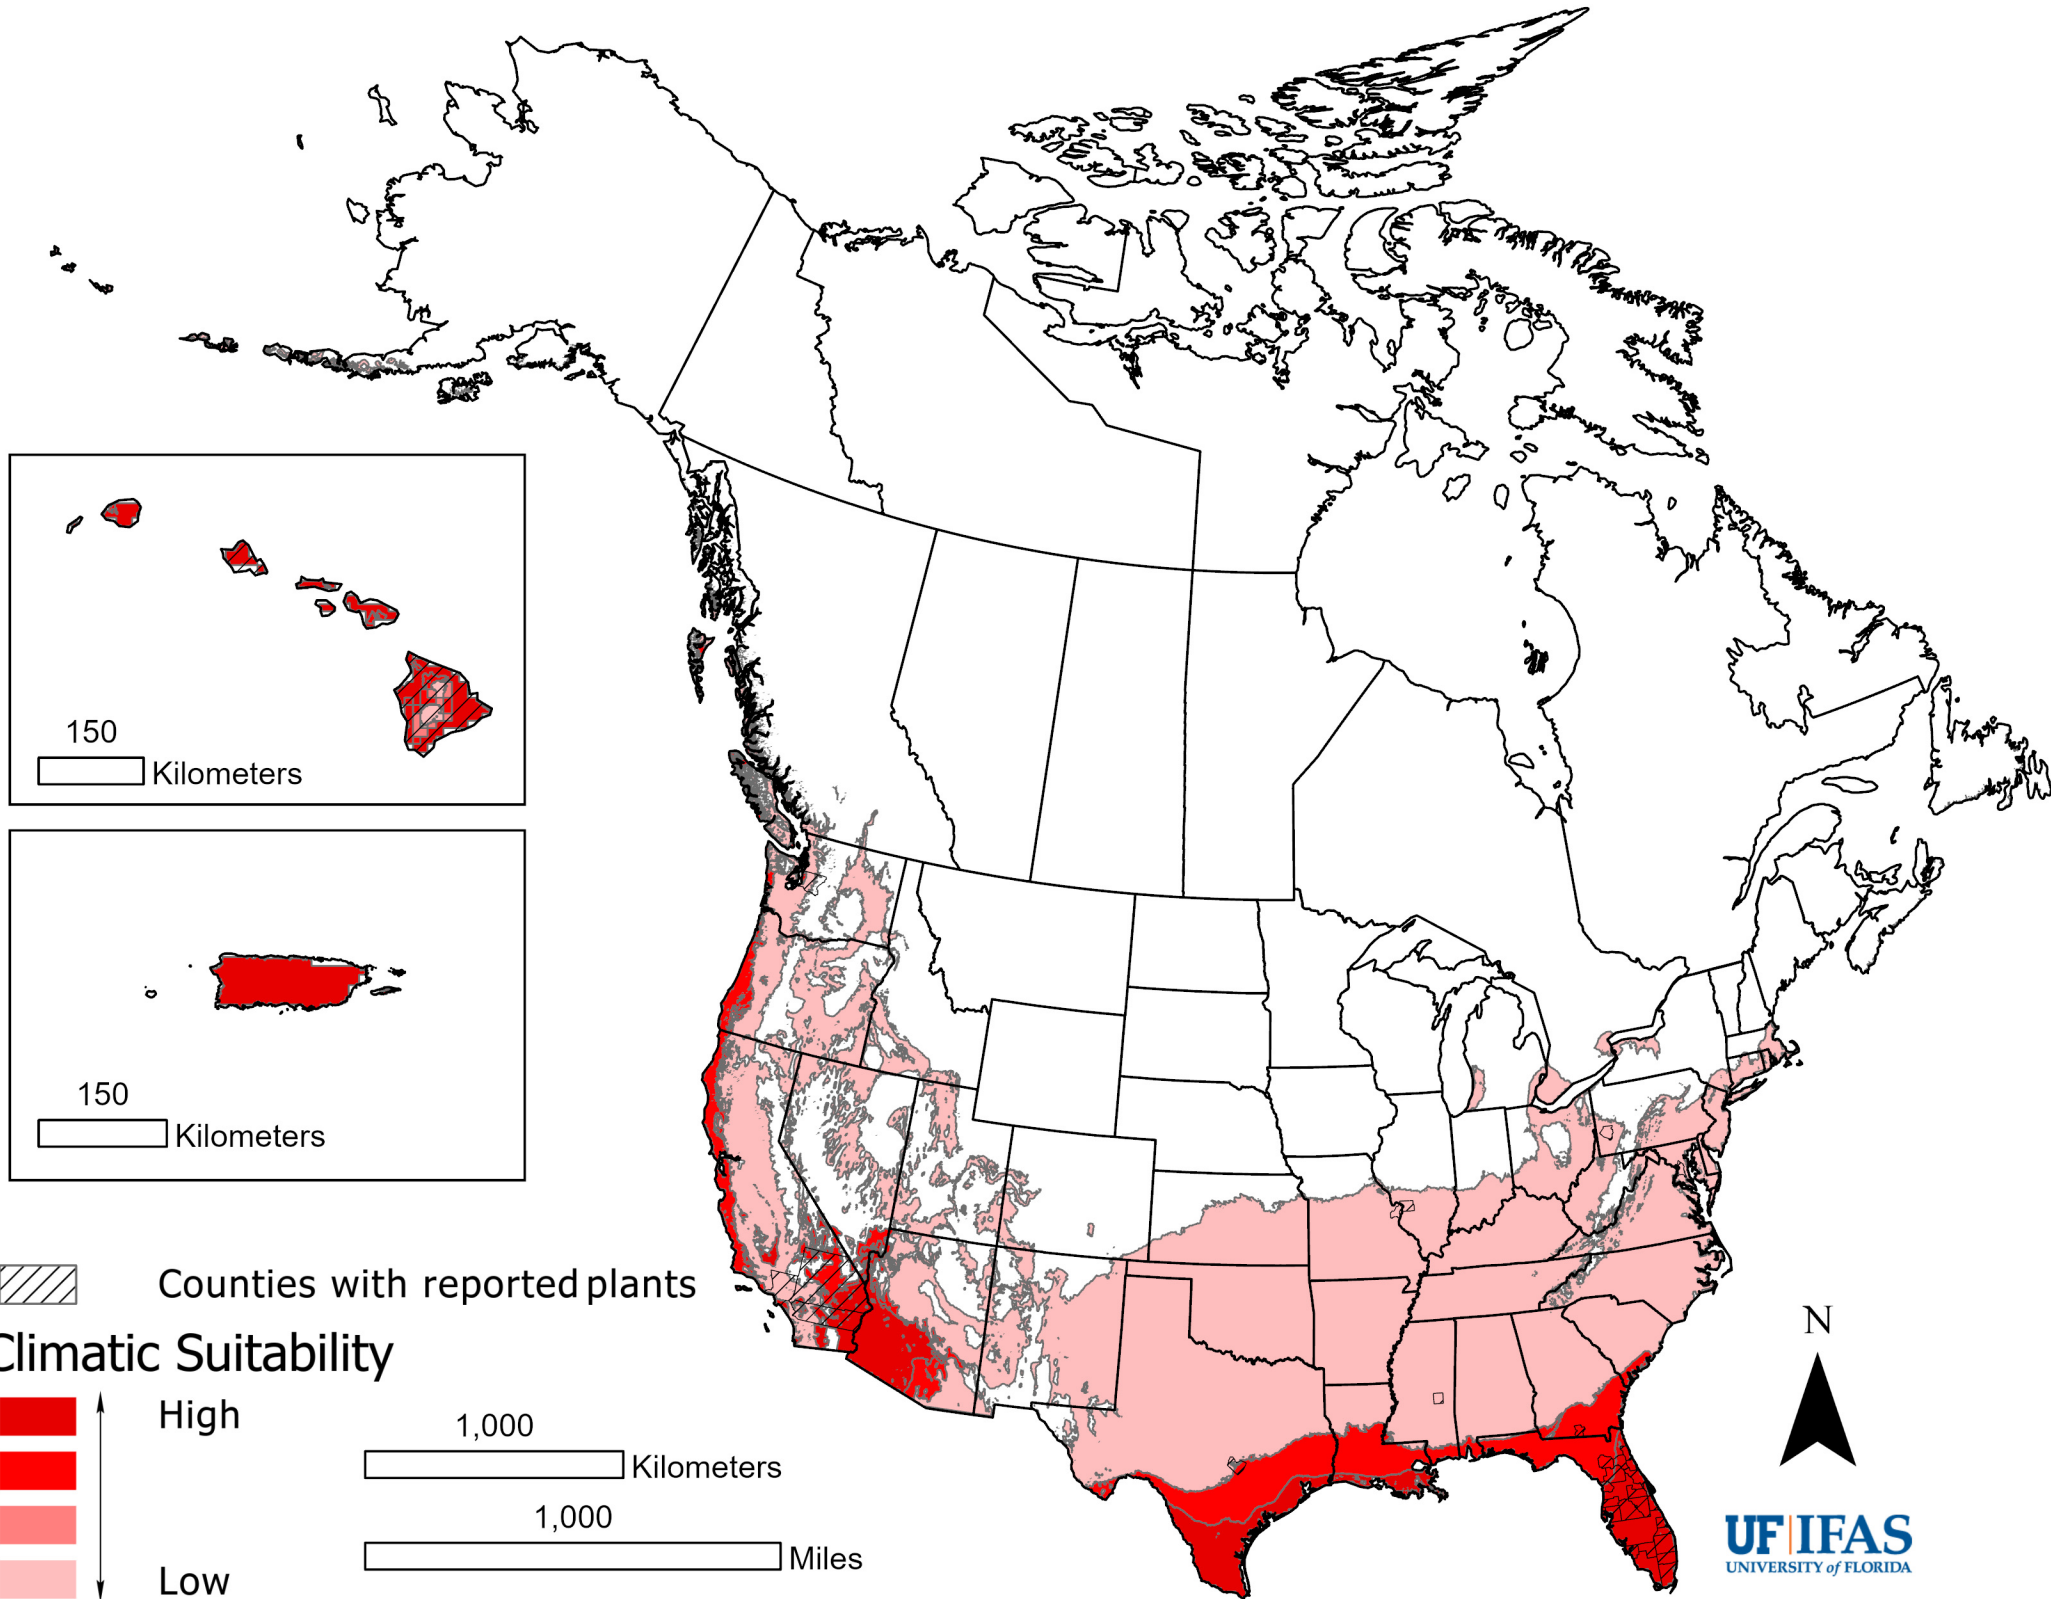 150
Kilometers
150
Kilometers
Counties with reported plants
Climatic Suitability
High
Low
1,000
Kilometers
1,000
Miles
N
UF|IFAS
UNIVERSITY of FLORIDA